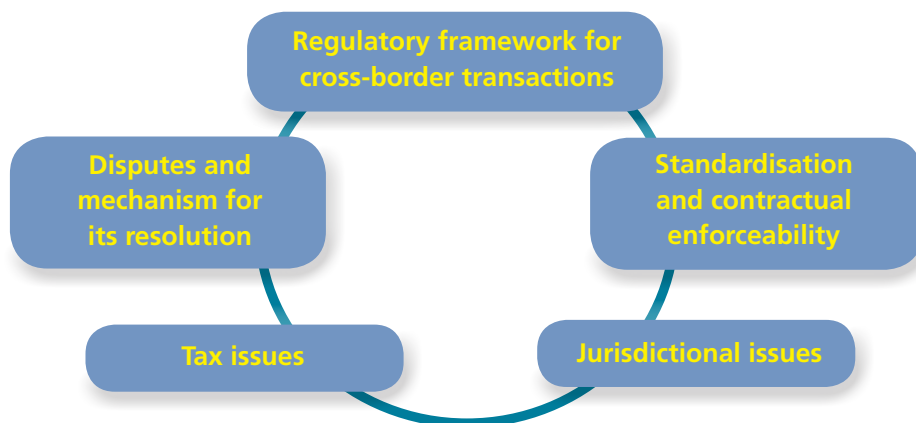 Regulatory framework for
cross-border transactions
Disputes and
mechanism for
its resolution
Standardisation
and contractual
enforceability
Tax issues
Jurisdictional issues